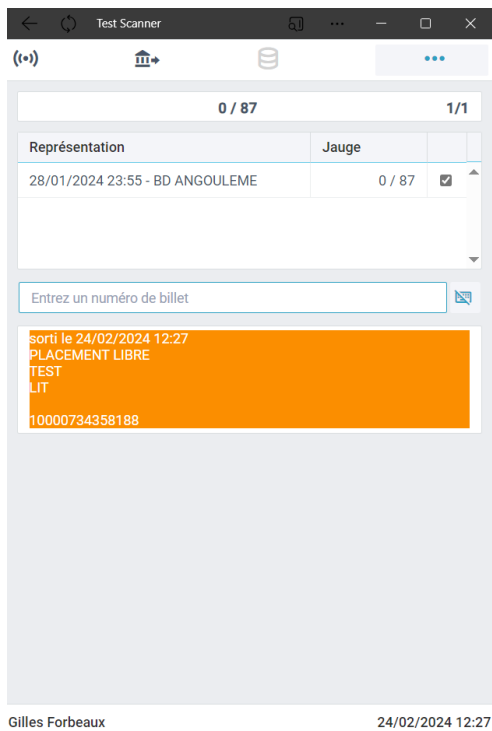 Test Scanner
0 / 87 1/1
Représentation Jauge
28/01/2024 23:55 - BD ANGOULEME 0 / 87
Entrez un numéro de billet
sorti le 24/02/2024 12:27
PLACEMENT LIBRE
TEST
LIT
10000734358188
Gilles Forbeaux 24/02/2024 12:27